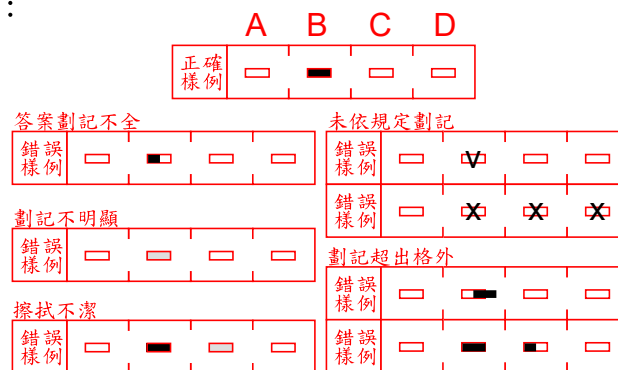 :
A B C D
正確
樣例
答案劃記不全
錯誤
樣例
劃記不明顯
錯誤
樣例
擦拭不潔
錯誤
樣例
未依規定劃記
錯誤
樣例
V
錯誤
樣例
X X X
劃記超出格外
錯誤
樣例
錯誤
樣例